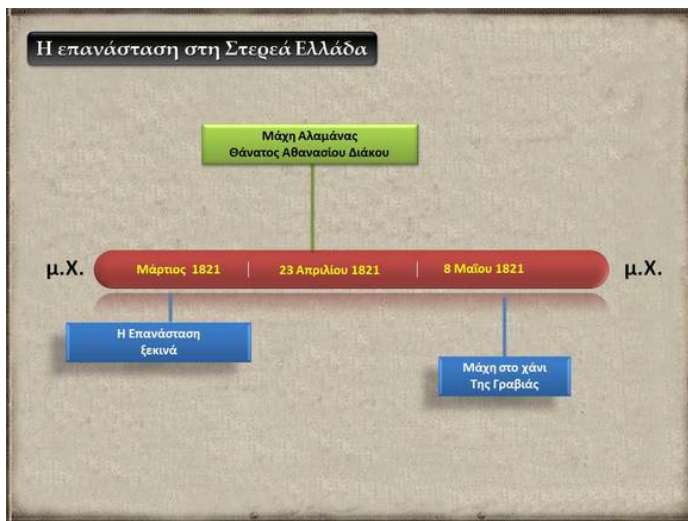 Η επανάσταση στη Στερεά Ελλάδα
Μάχη Αλαμάνας
Θάνατος Αθανασίου Διάκου
μ.Χ.
Μάρτιος 1821
23 Απριλίου 1821
8 Μαΐου 1821
μ.Χ.
Η Επανάσταση
ξεκινά
Μάχη στο χάνι
Της Γραβιάς